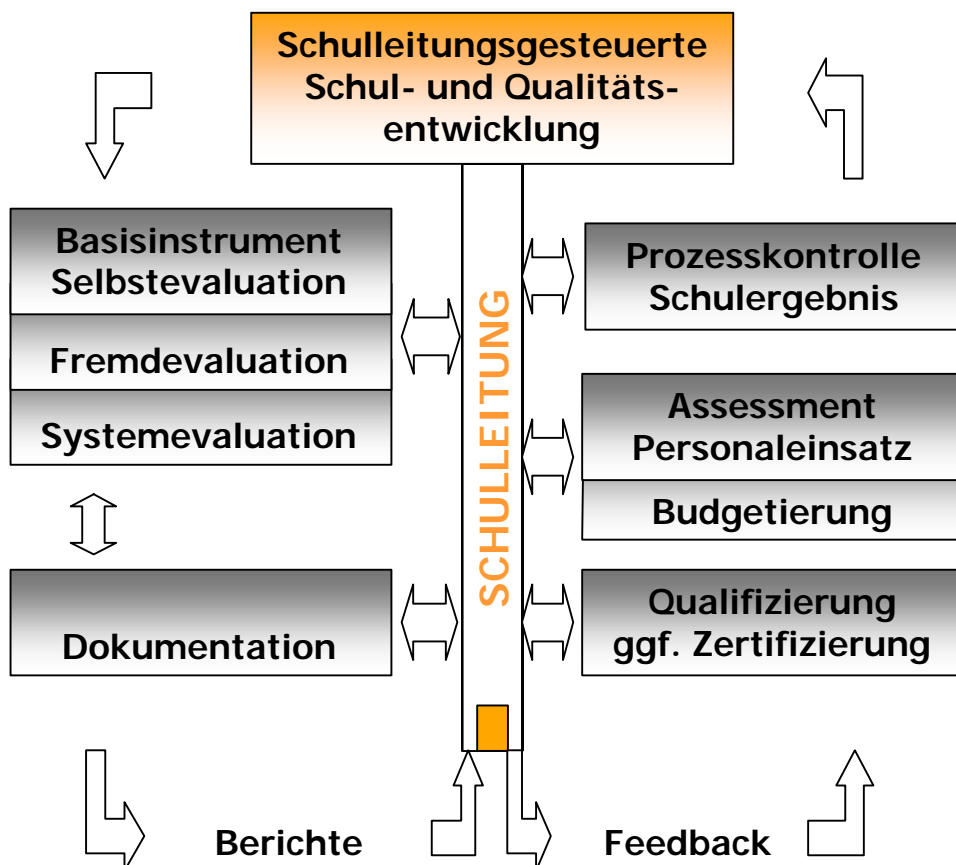 Schulleitungsgesteuerte
Schul- und Qualitäts-
entwicklung
Basisinstrument
Selbstevaluation
Fremdevaluation
Systemevaluation
Dokumentation
SCHULLEITUNG
Prozesskontrolle
Schulergebnis
Assessment
Personaleinsatz
Budgetierung
Qualifizierung
ggf. Zertifizierung
Berichte
Feedback